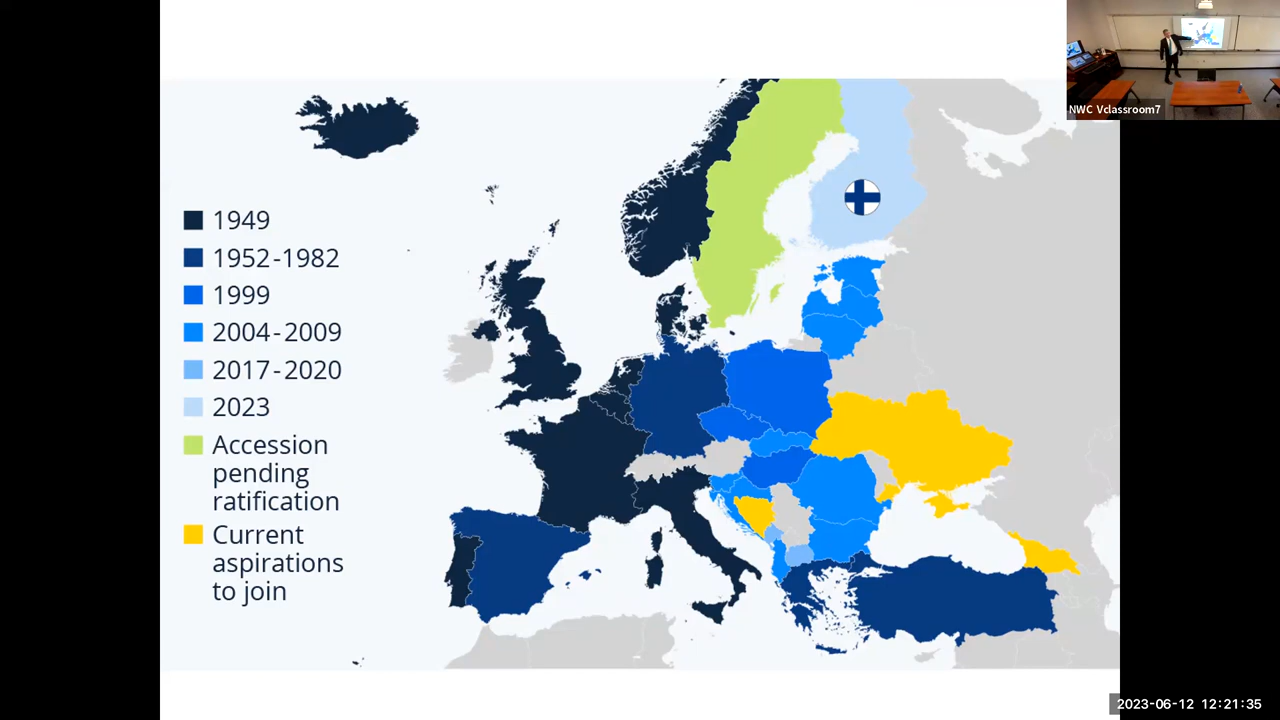 NWC Vclassroom7
1949
1952-1982
1999
2004-2009
2017-2020
2023
Accession
pending
ratification
Current
aspirations
to join
2023-06-12 12:21:35